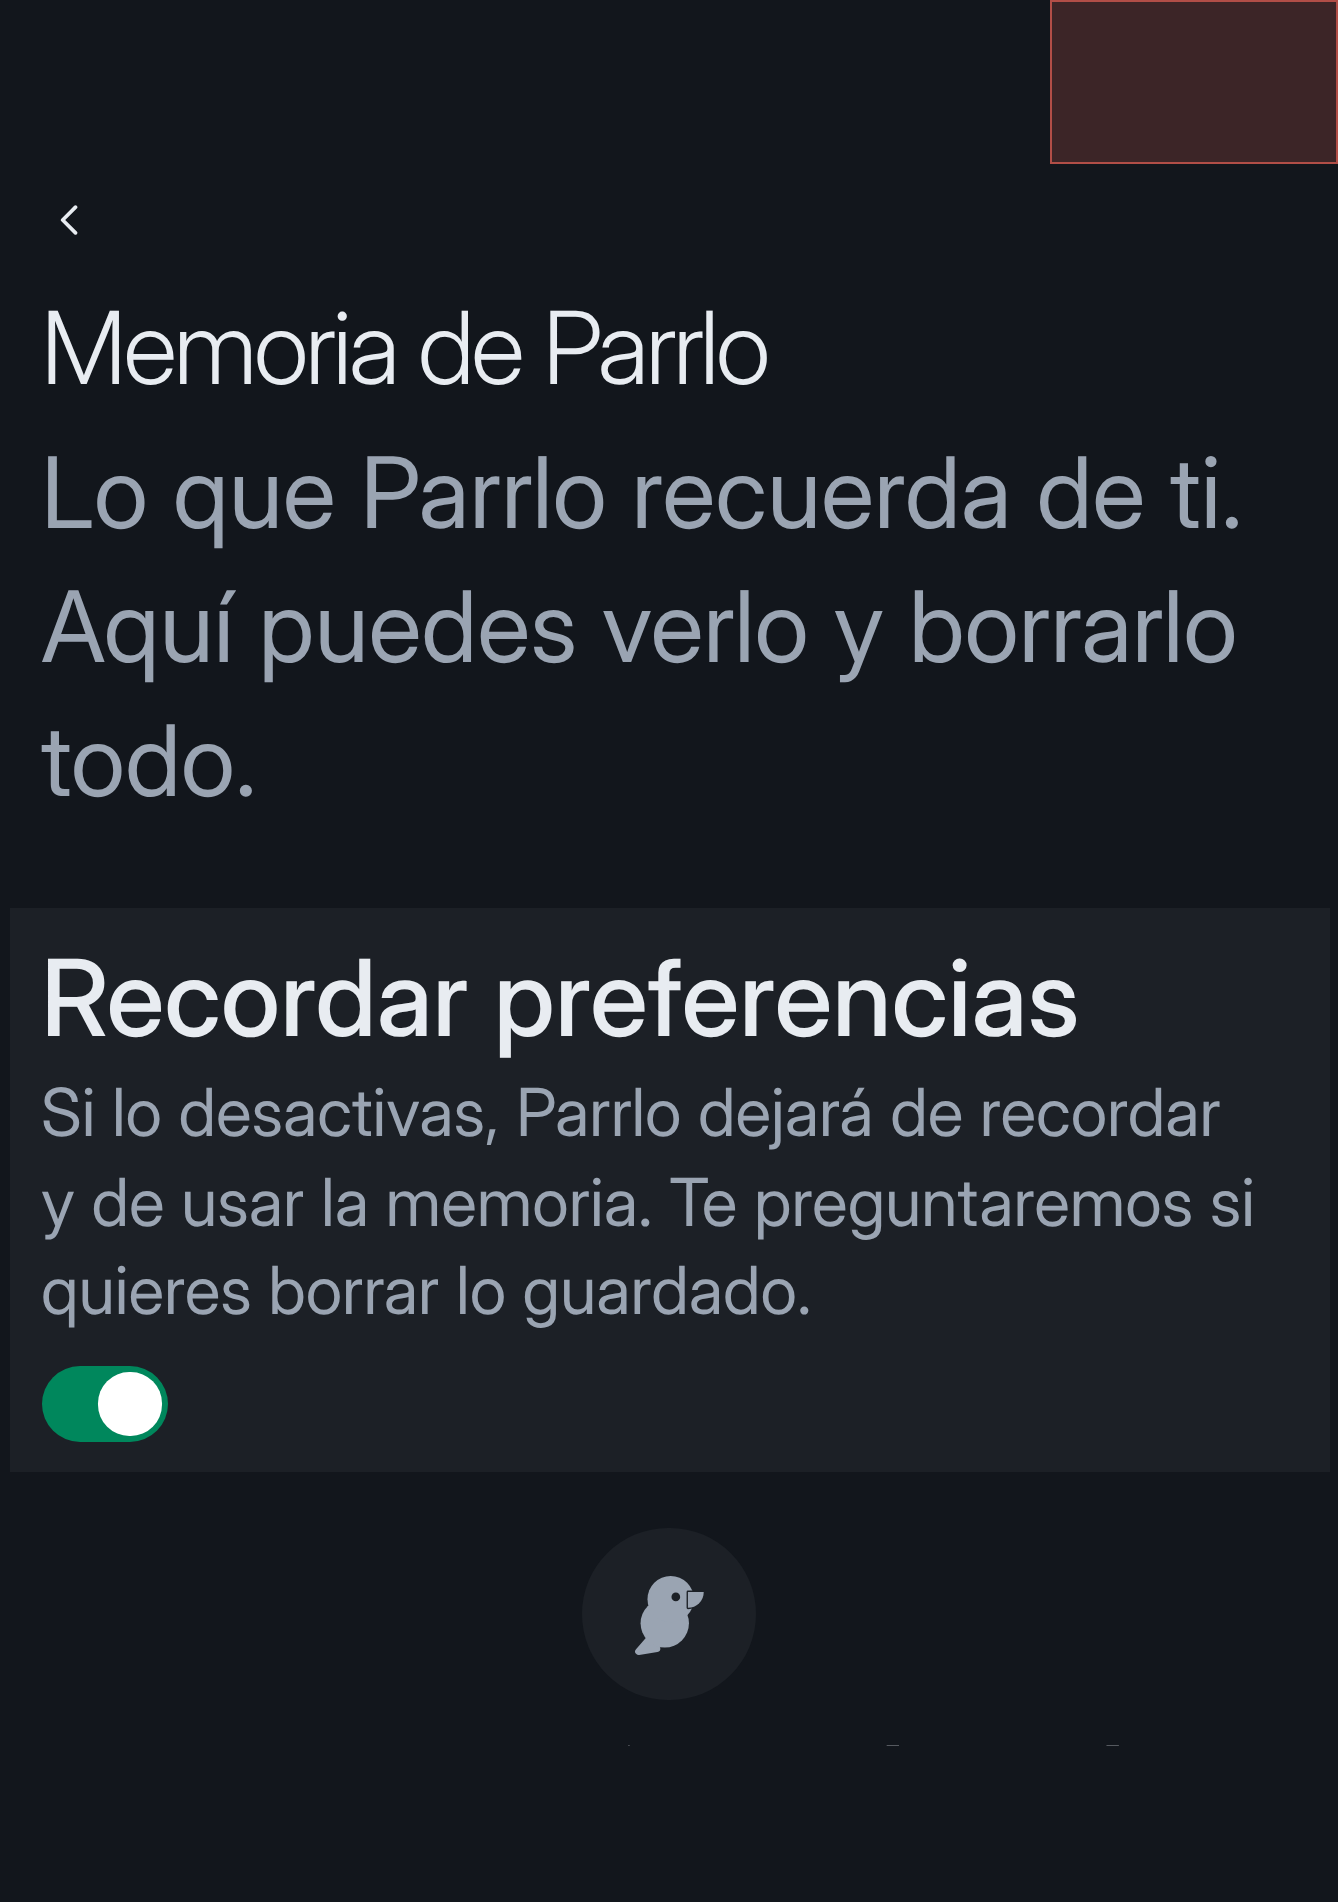 Memoria de Parrlo
Lo que Parrlo recuerda de ti.
Aquí puedes verlo y borrarlo
todo.
Recordar preferencias
Si lo desactivas, Parrlo dejará de recordar
y de usar la memoria. Te preguntaremos si
quieres borrar lo guardado.